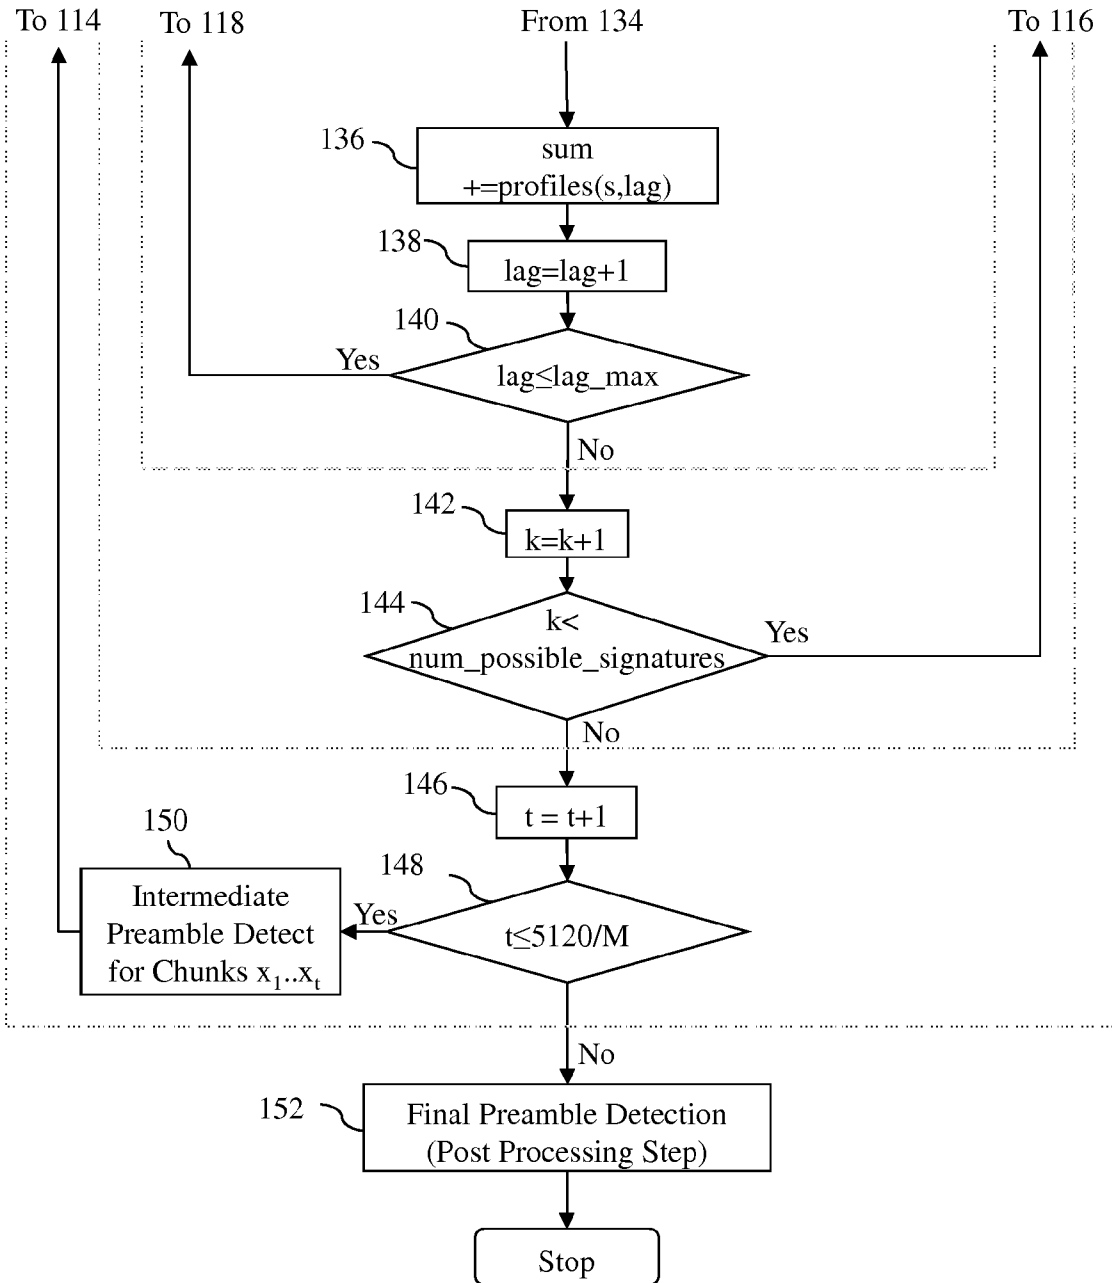 To 114
To 118
From 134
To 116
136
sum
+=profiles(s,lag)
138
lag=lag+1
140
Yes
lag≤lag_max
No
142
k=k+1
144
k<
num_possible_signatures
Yes
No
146
t = t+1
150
148
Intermediate
Preamble Detect
for Chunks x₁..xₜ
Yes
t≤5120/M
No
152
Final Preamble Detection
(Post Processing Step)
Stop